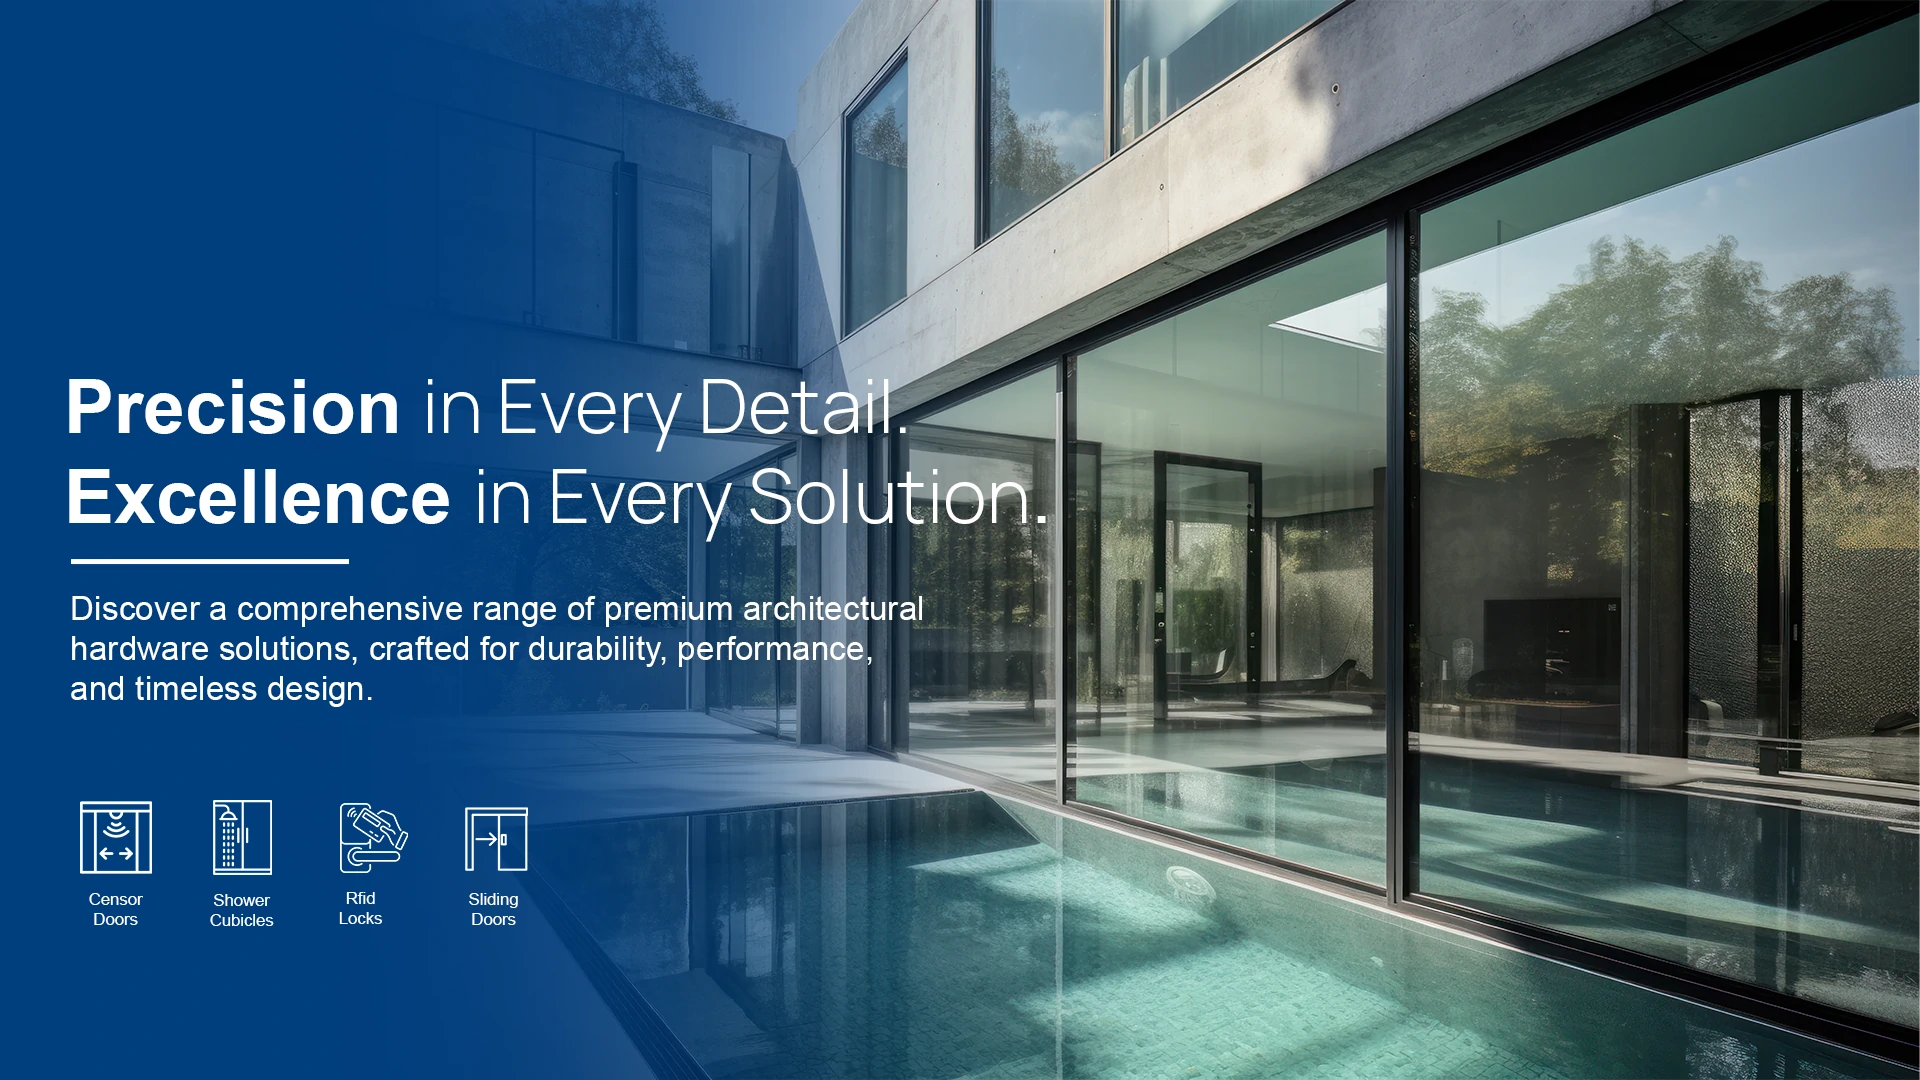 Precision in Every Detail.
Excellence in Every Solution.
Discover a comprehensive range of premium architectural
hardware solutions, crafted for durability, performance,
and timeless design.
Censor
Doors
Shower
Cubicles
Rfid
Locks
Sliding
Doors